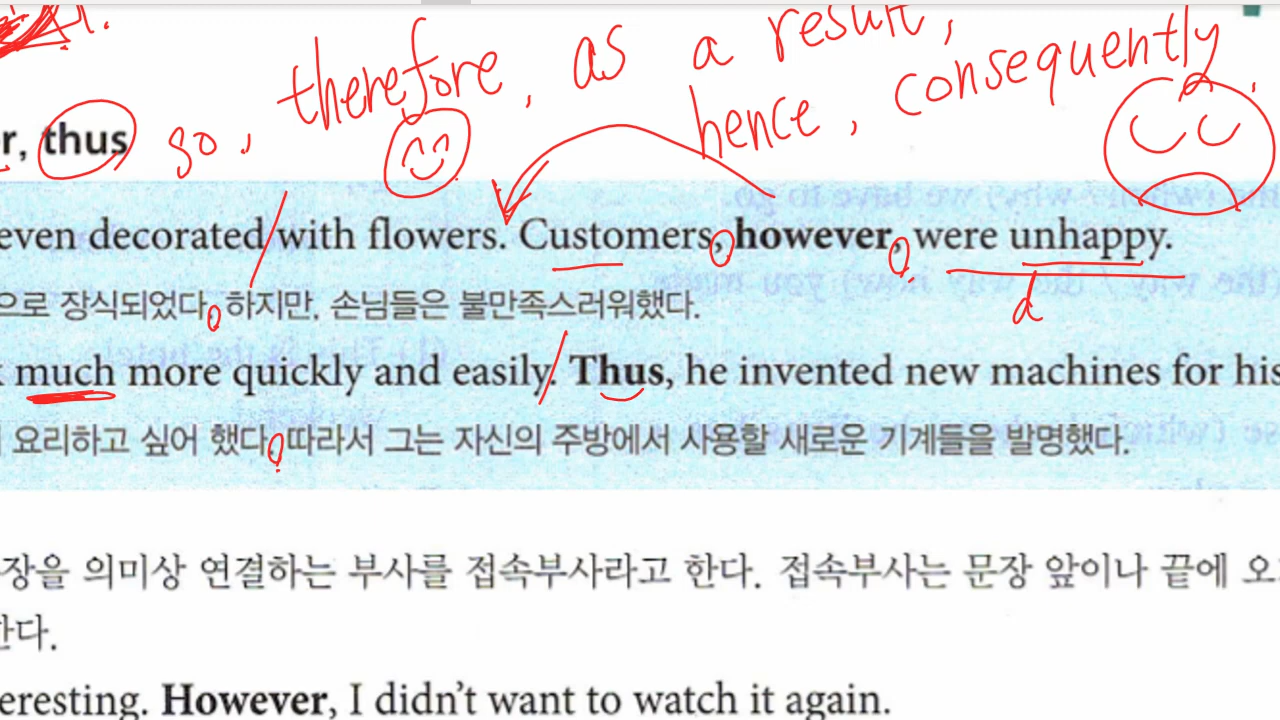 therefore, as a result,
r, thus so, hence, consequently
even decorated with flowers. Customers, however, were unhappy.
으로 장식되었다. 하지만, 손님들은 불만족스러워했다.
d
much more quickly and easily. Thus, he invented new machines for his
요리하고 싶어 했다. 따라서 그는 자신의 주방에서 사용할 새로운 기계들을 발명했다.
장을 의미상 연결하는 부사를 접속부사라고 한다. 접속부사는 문장 앞이나 끝에 오
한다.
eresting. However, I didn't want to watch it again.